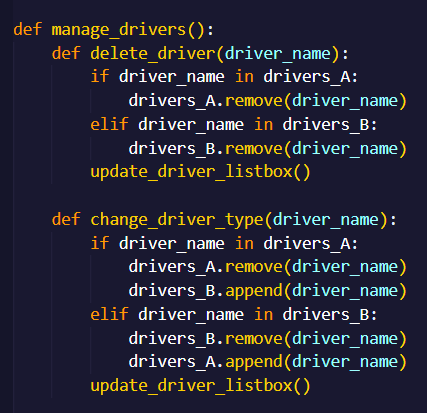 def manage_drivers():
    def delete_driver(driver_name):
        if driver_name in drivers_A:
            drivers_A.remove(driver_name)
        elif driver_name in drivers_B:
            drivers_B.remove(driver_name)
        update_driver_listbox()

    def change_driver_type(driver_name):
        if driver_name in drivers_A:
            drivers_A.remove(driver_name)
            drivers_B.append(driver_name)
        elif driver_name in drivers_B:
            drivers_B.remove(driver_name)
            drivers_A.append(driver_name)
        update_driver_listbox()